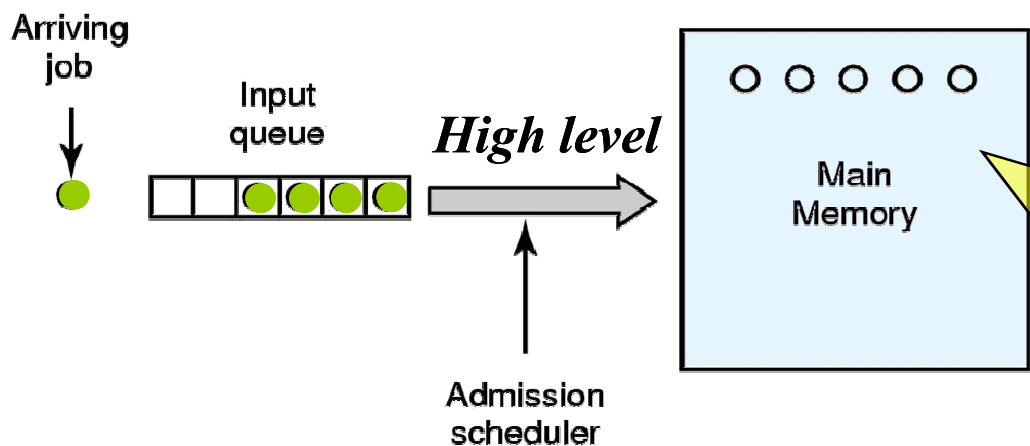 Arriving
job
Input
queue
High level
Main
Memory
Admission
scheduler